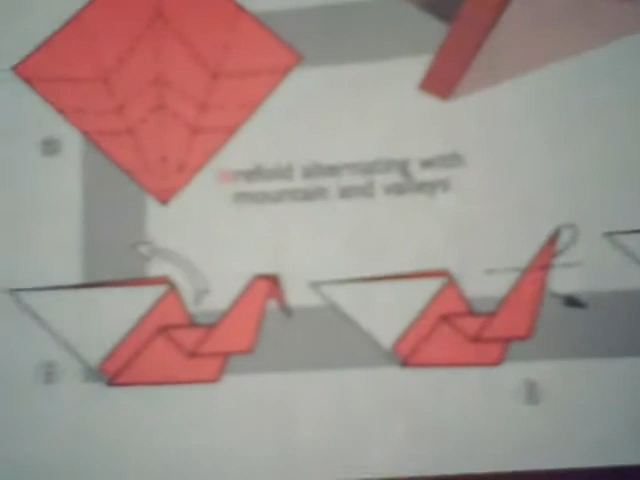 refold alternating with
mountain and valleys